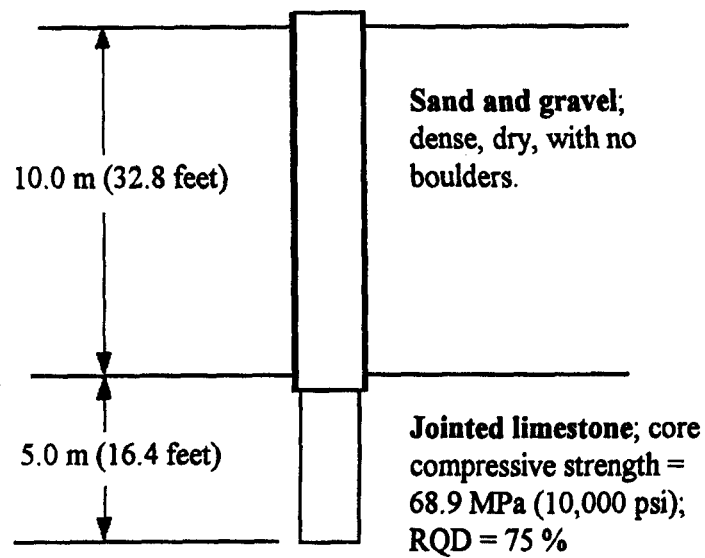 10.0 m (32.8 feet)
Sand and gravel;
dense, dry, with no
boulders.
5.0 m (16.4 feet)
Jointed limestone; core
compressive strength =
68.9 MPa (10,000 psi);
RQD = 75 %